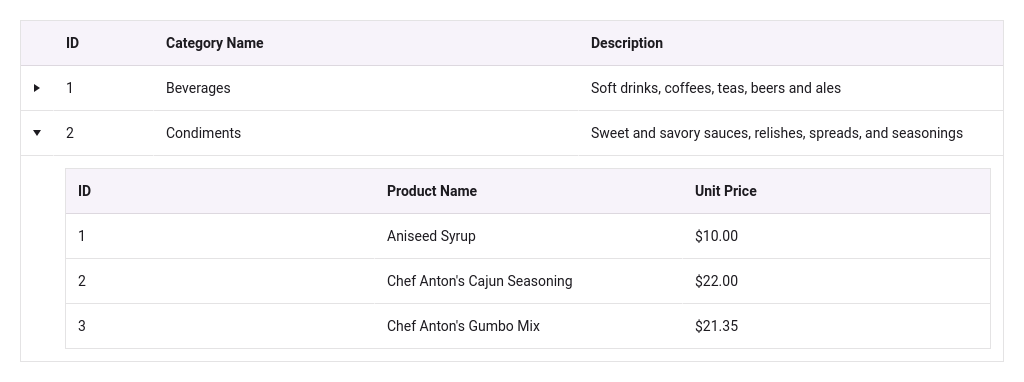 ID Category Name Description
1 Beverages Soft drinks, coffees, teas, beers and ales
2 Condiments Sweet and savory sauces, relishes, spreads, and seasonings
ID Product Name Unit Price
1 Aniseed Syrup $10.00
2 Chef Anton's Cajun Seasoning $22.00
3 Chef Anton's Gumbo Mix $21.35